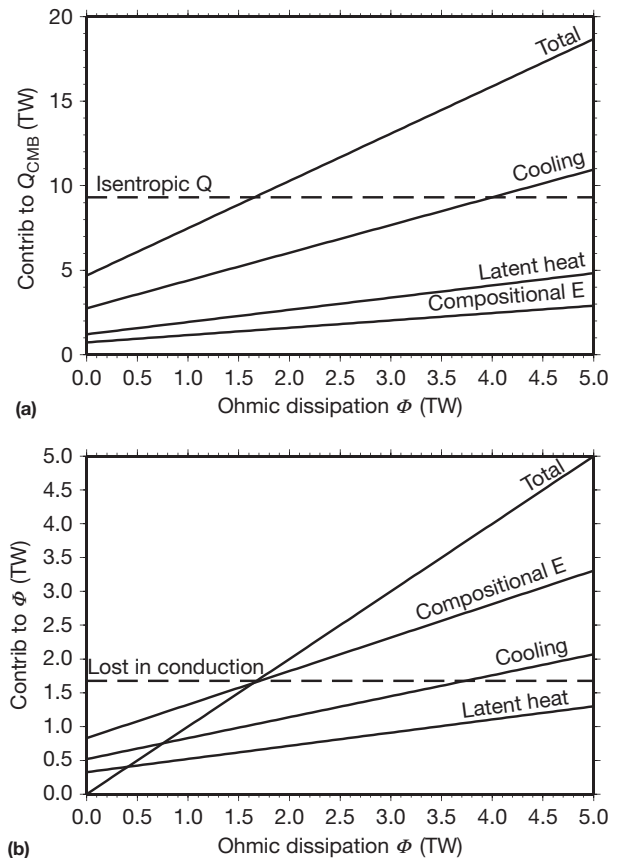 20
15
10
5
0
Contrib to Q_CMB (TW)
Total
Cooling
Isentropic Q
Latent heat
Compositional E
0.0 0.5 1.0 1.5 2.0 2.5 3.0 3.5 4.0 4.5 5.0
(a)
Ohmic dissipation Φ (TW)
5.0
4.5
4.0
3.5
3.0
2.5
2.0
1.5
1.0
0.5
0.0
Contrib to Φ (TW)
Total
Compositional E
Lost in conduction
Cooling
Latent heat
0.0 0.5 1.0 1.5 2.0 2.5 3.0 3.5 4.0 4.5 5.0
(b)
Ohmic dissipation Φ (TW)